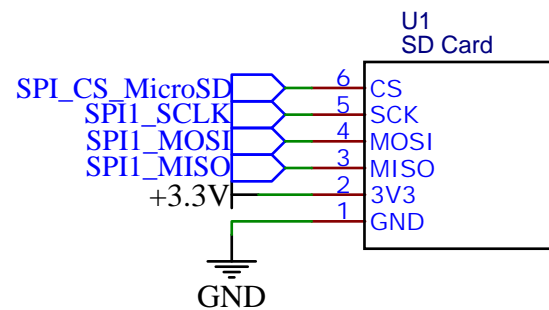 U1
SD Card
SPI_CS_MicroSD 6 CS
SPI1_SCLK 5 SCK
SPI1_MOSI 4 MOSI
SPI1_MISO 3 MISO
+3.3V 2 3V3
1 GND
GND